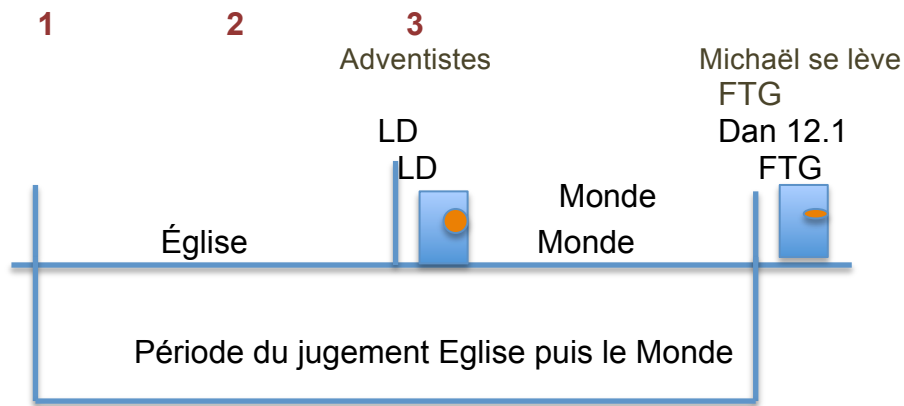 1 2 3
Adventistes Michaël se lève
FTG
LD Dan 12.1
LD FTG
Monde
Église Monde
Période du jugement Eglise puis le Monde